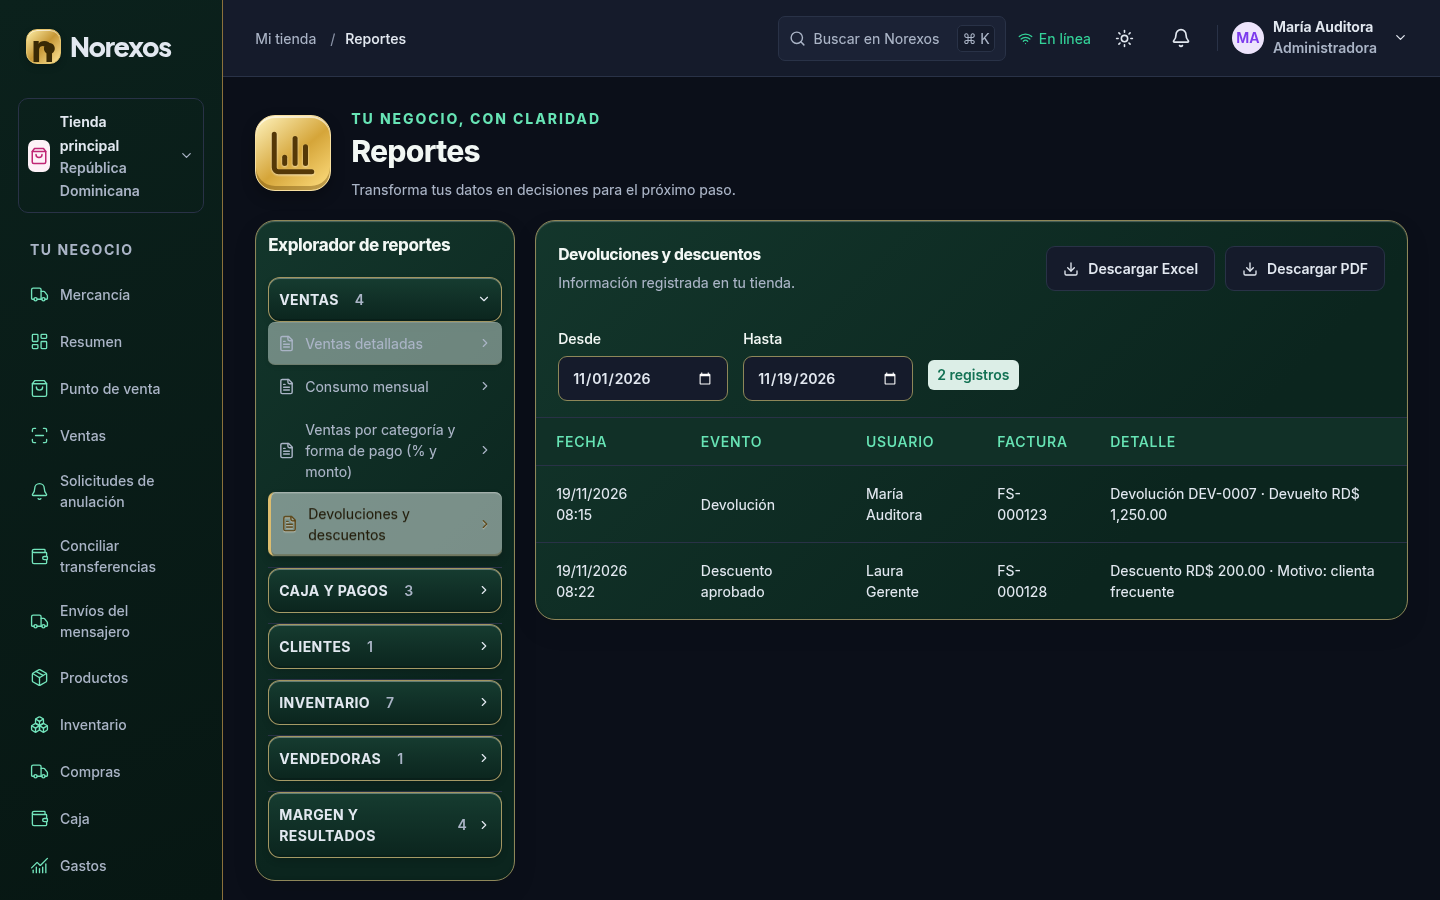 Norexos
Tienda
principal
República
Dominicana
TU NEGOCIO
Mercancía
Resumen
Punto de venta
Ventas
Solicitudes de
anulación
Conciliar
transferencias
Envíos del
mensajero
Productos
Inventario
Compras
Caja
Gastos
Mi tienda / Reportes
Buscar en Norexos ⌘ K
En línea
MA
María Auditora
Administradora
TU NEGOCIO, CON CLARIDAD
Reportes
Transforma tus datos en decisiones para el próximo paso.
Explorador de reportes
VENTAS 4
Ventas detalladas
Consumo mensual
Ventas por categoría y
forma de pago (% y
monto)
Devoluciones y
descuentos
CAJA Y PAGOS 3
CLIENTES 1
INVENTARIO 7
VENDEDORAS 1
MARGEN Y
RESULTADOS 4
Devoluciones y descuentos
Información registrada en tu tienda.
Descargar Excel
Descargar PDF
Desde
Hasta
11/01/2026
11/19/2026
2 registros
FECHA EVENTO USUARIO FACTURA DETALLE
19/11/2026
08:15
Devolución
María
Auditora
FS-
000123
Devolución DEV-0007 · Devuelto RD$
1,250.00
19/11/2026
08:22
Descuento
aprobado
Laura
Gerente
FS-
000128
Descuento RD$ 200.00 · Motivo: clienta
frecuente